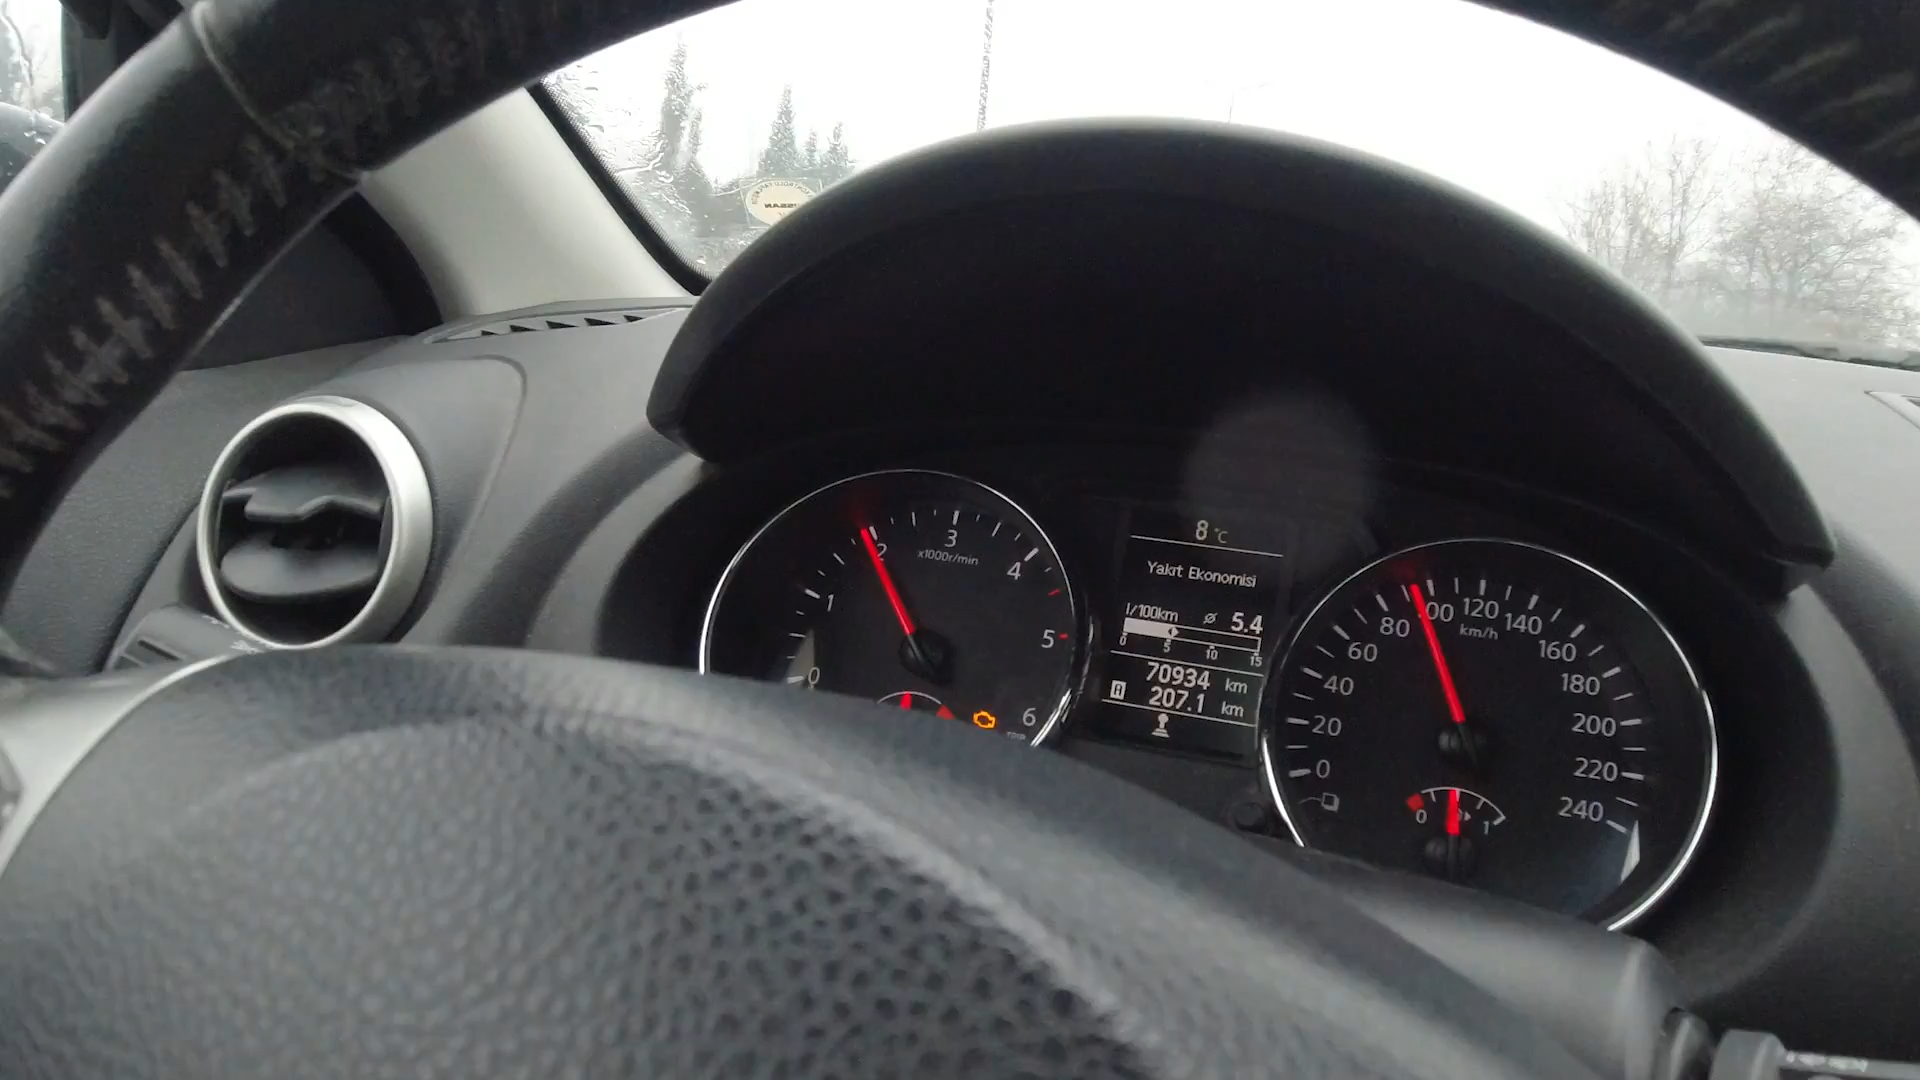 NISSAN
3
x1000r/min
2
4
1
5
0
6
8 °C
Yakıt Ekonomisi
l/100km ⌀ 5.4
0 5 10 15
70934 km
A 207.1 km
80 100 120 140
km/h
60 160
40 180
20 200
0 220
240
0 1